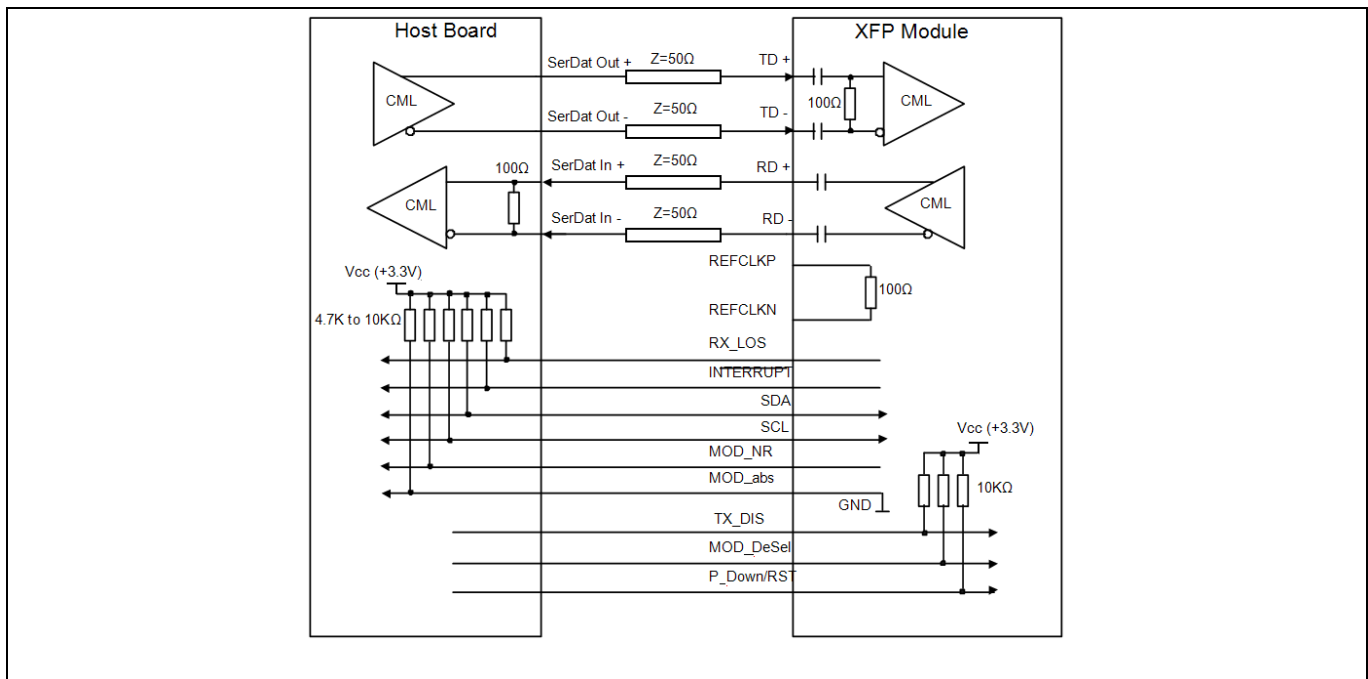 Host Board
XFP Module
SerDat Out +
Z=50Ω
TD +
CML
100Ω
CML
SerDat Out -
Z=50Ω
TD -
100Ω
SerDat In +
Z=50Ω
RD +
CML
CML
SerDat In -
Z=50Ω
RD -
REFCLKP
Vcc (+3.3V)
100Ω
4.7K to 10KΩ
REFCLKN
RX_LOS
INTERRUPT
SDA
SCL
Vcc (+3.3V)
MOD_NR
MOD_abs
10KΩ
GND
TX_DIS
MOD_DeSel
P_Down/RST